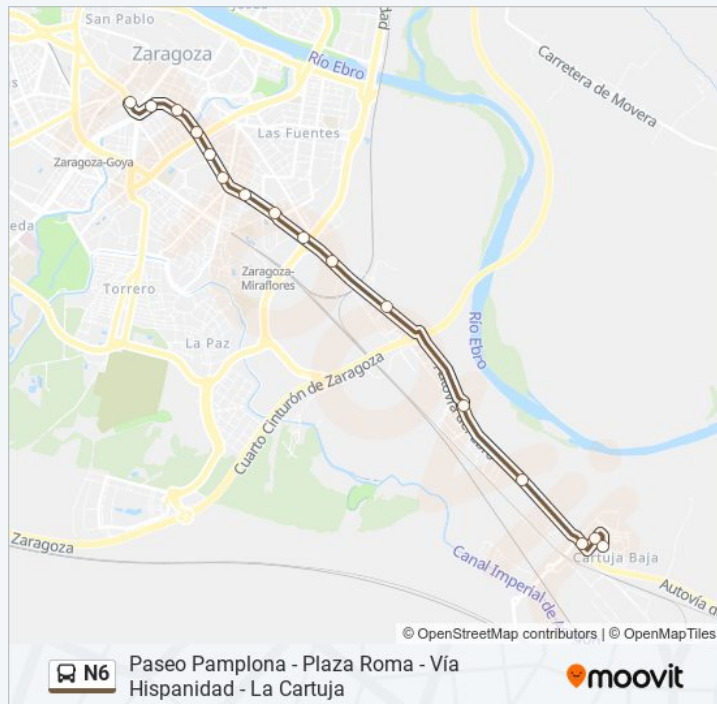 San Pablo
Zaragoza
Río Ebro
Carretera de Movera
Las Fuentes
Zaragoza-Goya
Zaragoza-
Miraflores
Torrero
La Paz
Río Ebro
Cuarto Cinturón de Zaragoza
Zaragoza
Canal Imperial de
Cartuja Baja
Autovía d
© OpenStreetMap contributors | © OpenMapTiles
N6
Paseo Pamplona - Plaza Roma - Vía
Hispanidad - La Cartuja
moovit